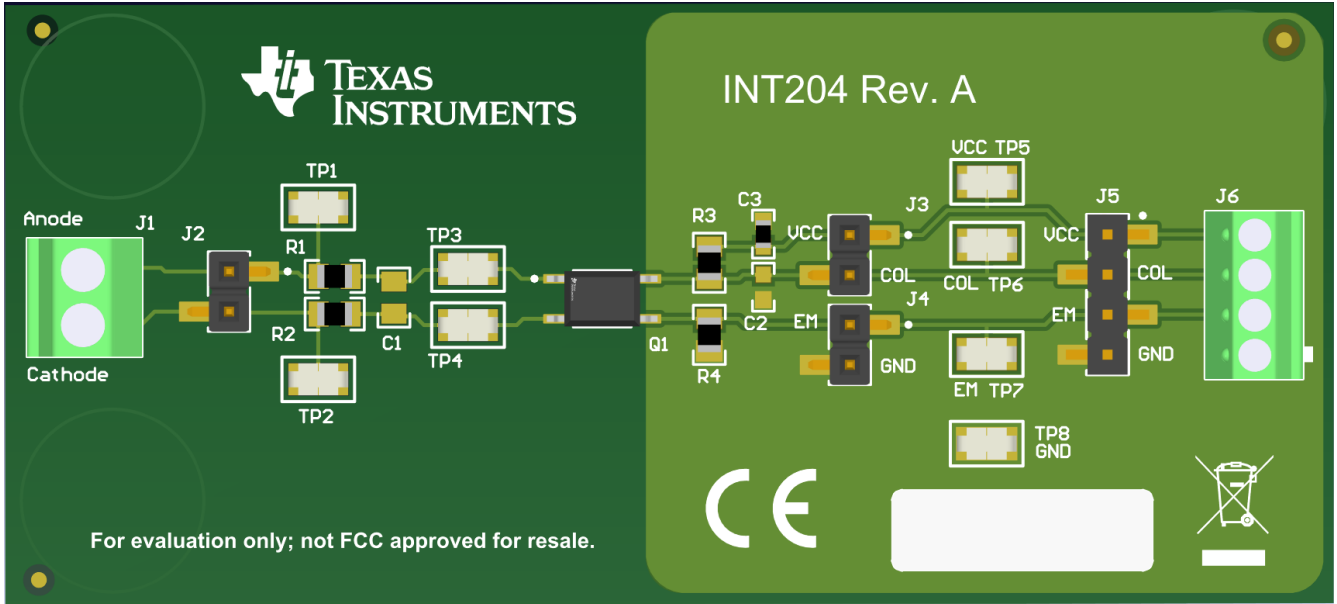 TEXAS
INSTRUMENTS
INT204 Rev. A
VCC TP5
TP1
C3
J3
J5
J6
Anode
J1
J2
R3
R1
TP3
VCC
VCC
COL
COL
COL TP6
J4
R2
C1
TP4
Q1
C2
EM
EM
R4
GND
GND
Cathode
TP2
EM TP7
TP8
GND
CE
For evaluation only; not FCC approved for resale.